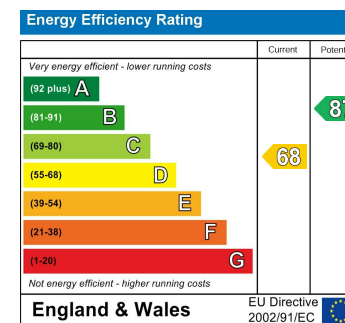 Energy Efficiency Rating
Current Potent
Very energy efficient - lower running costs
(92 plus) A
(81-91) B
(69-80) C
(55-68) D
(39-54) E
(21-38) F
(1-20) G
68
Not energy efficient - higher running costs
England & Wales
EU Directive
2002/91/EC